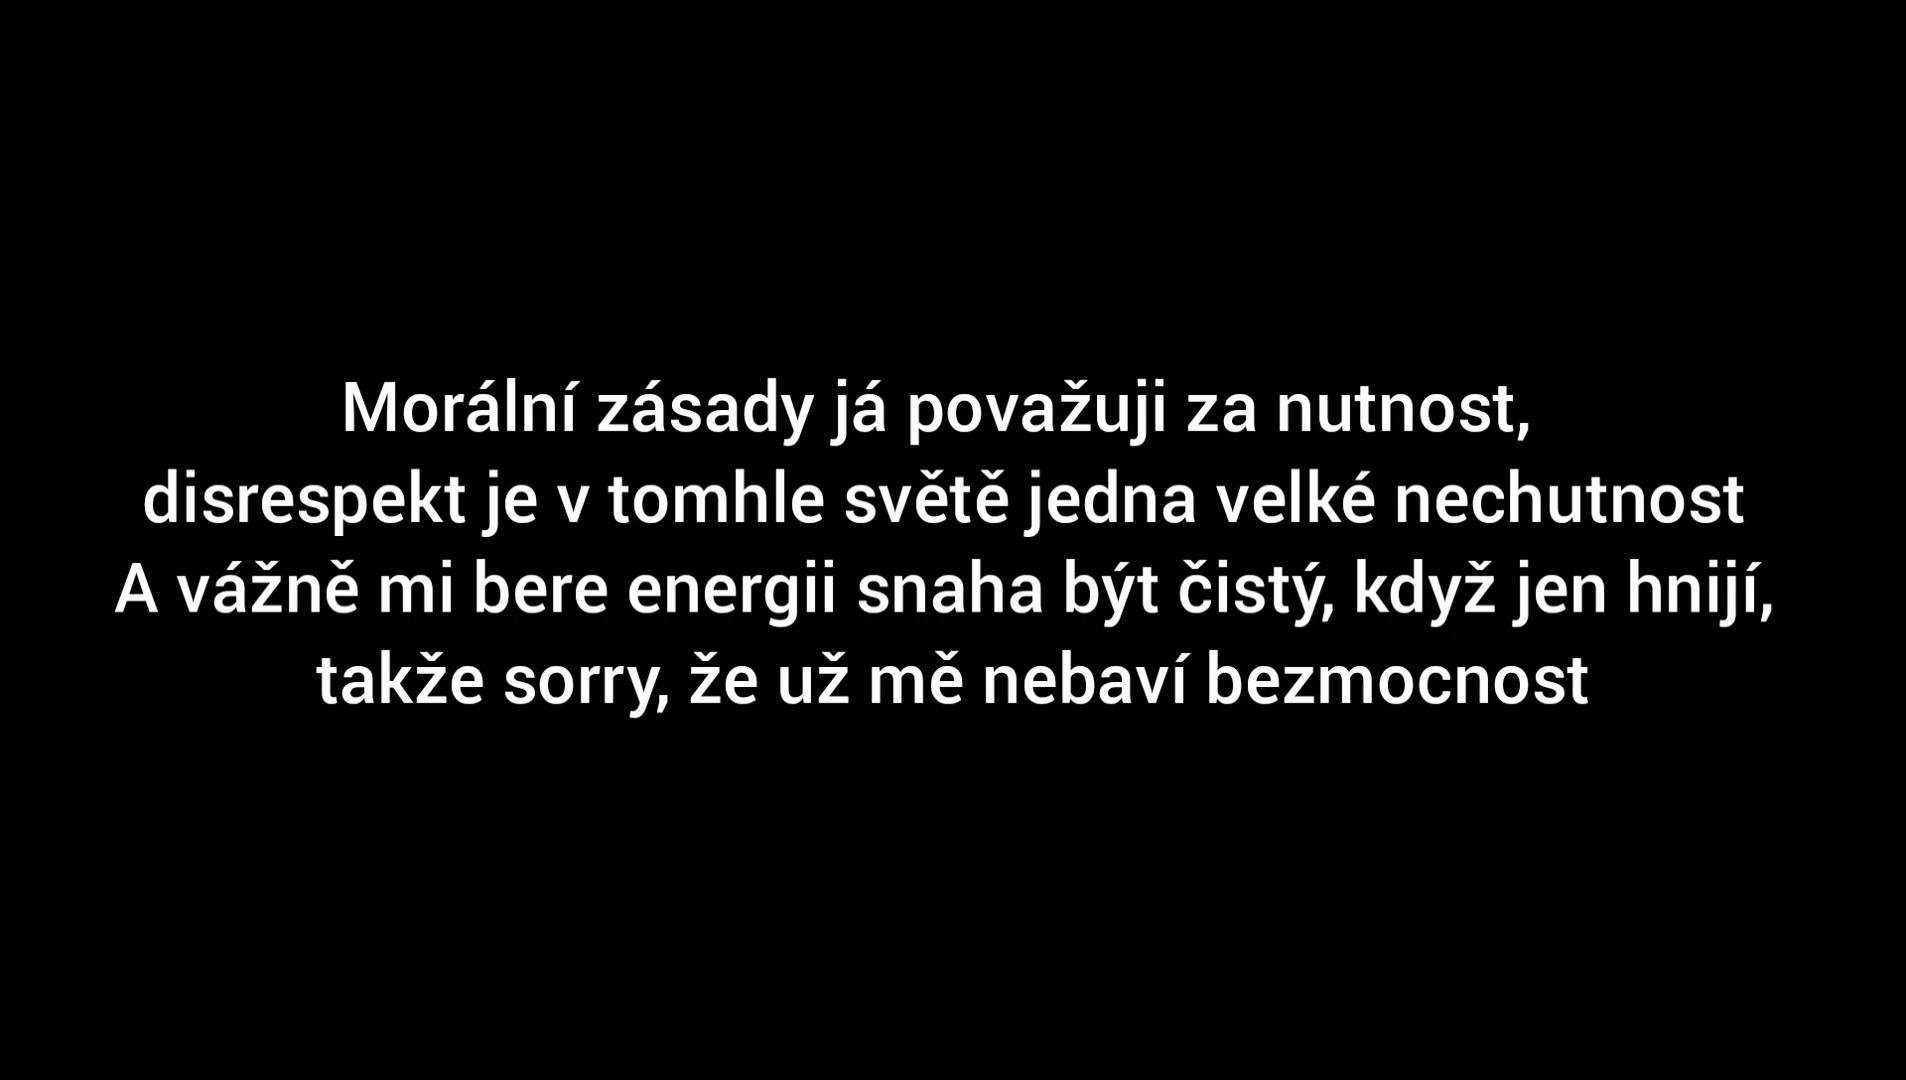 Morální zásady já považuji za nutnost,
disrespekt je v tomhle světě jedna velké nechutnost
A vážně mi bere energii snaha být čistý, když jen hnijí,
takže sorry, že už mě nebaví bezmocnost